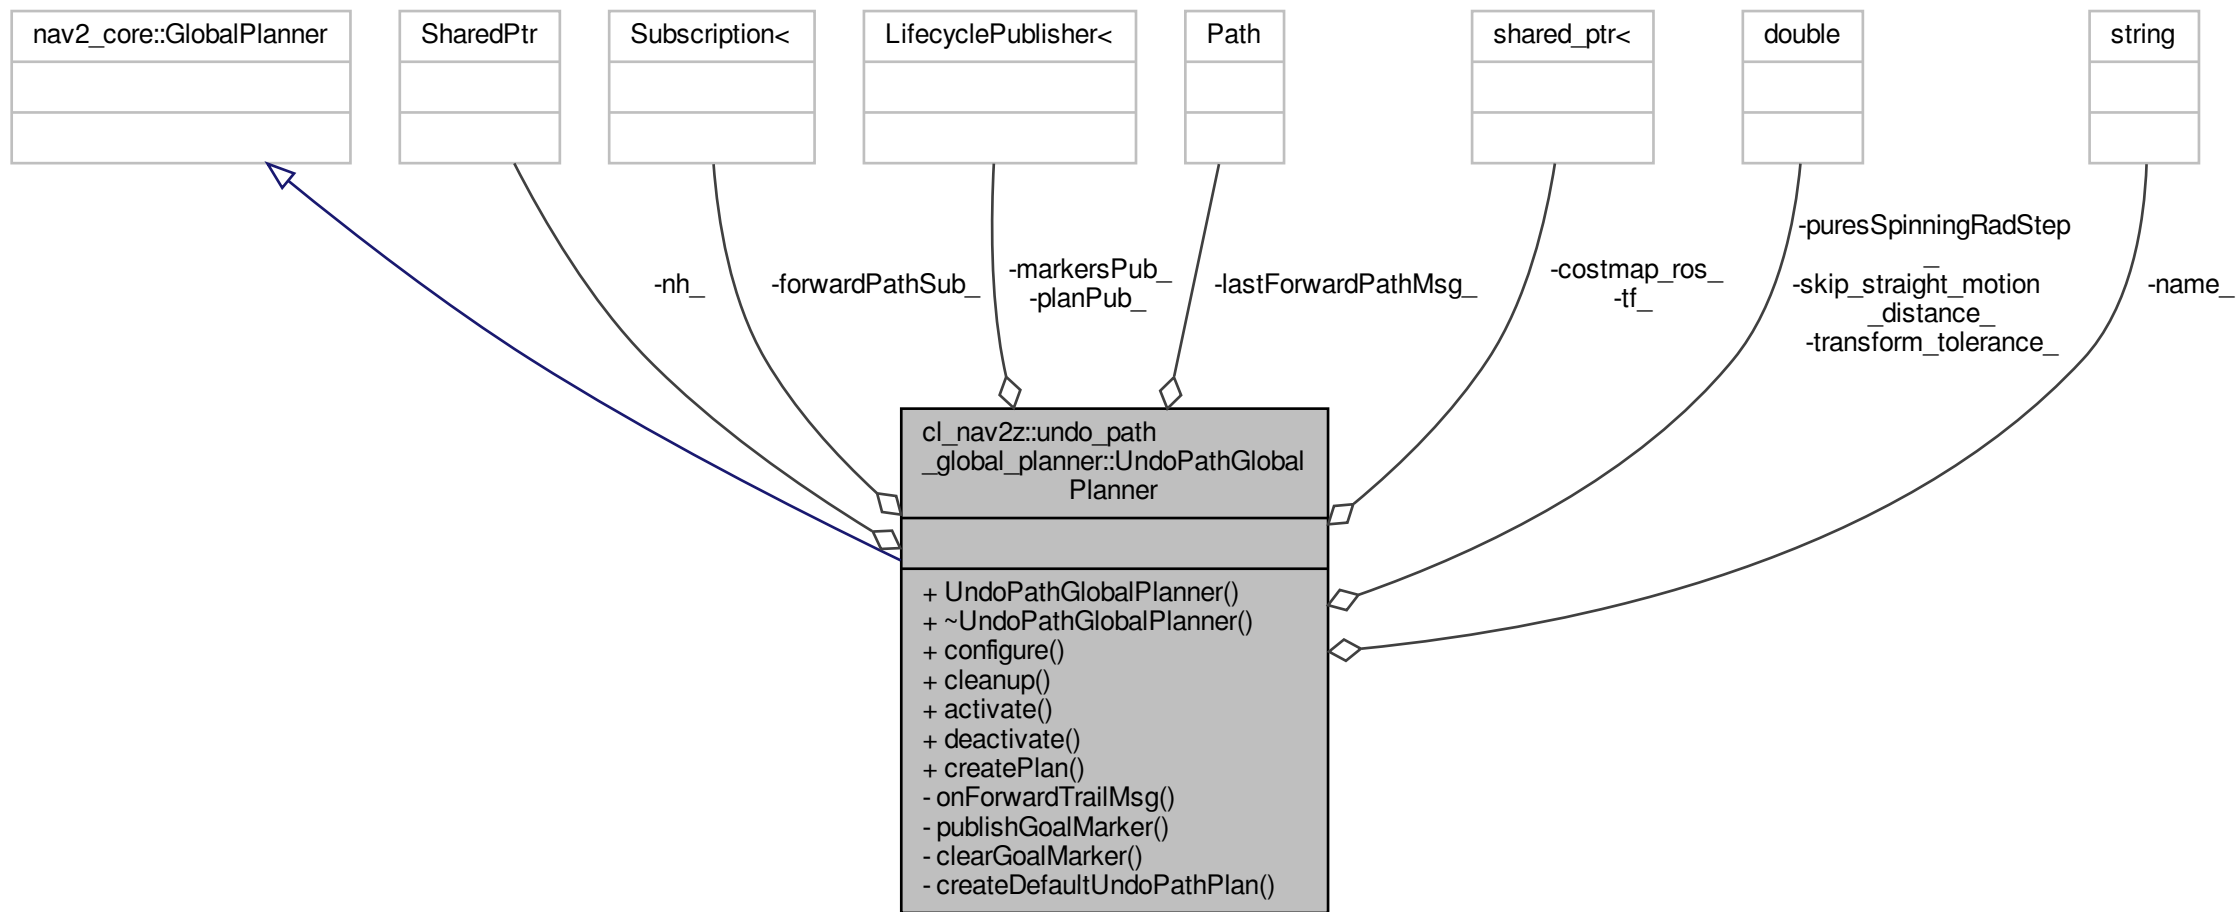 nav2_core::GlobalPlanner
SharedPtr
Subscription<
LifecyclePublisher<
Path
shared_ptr<
double
string
-nh_
-forwardPathSub_
-markersPub_
-planPub_
-lastForwardPathMsg_
-costmap_ros_
-tf_
-puresSpinningRadStep
_
-skip_straight_motion
_distance_
-transform_tolerance_
-name_
cl_nav2z::undo_path
_global_planner::UndoPathGlobal
Planner
+ UndoPathGlobalPlanner()
+ ~UndoPathGlobalPlanner()
+ configure()
+ cleanup()
+ activate()
+ deactivate()
+ createPlan()
- onForwardTrailMsg()
- publishGoalMarker()
- clearGoalMarker()
- createDefaultUndoPathPlan()